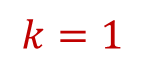 k = 1